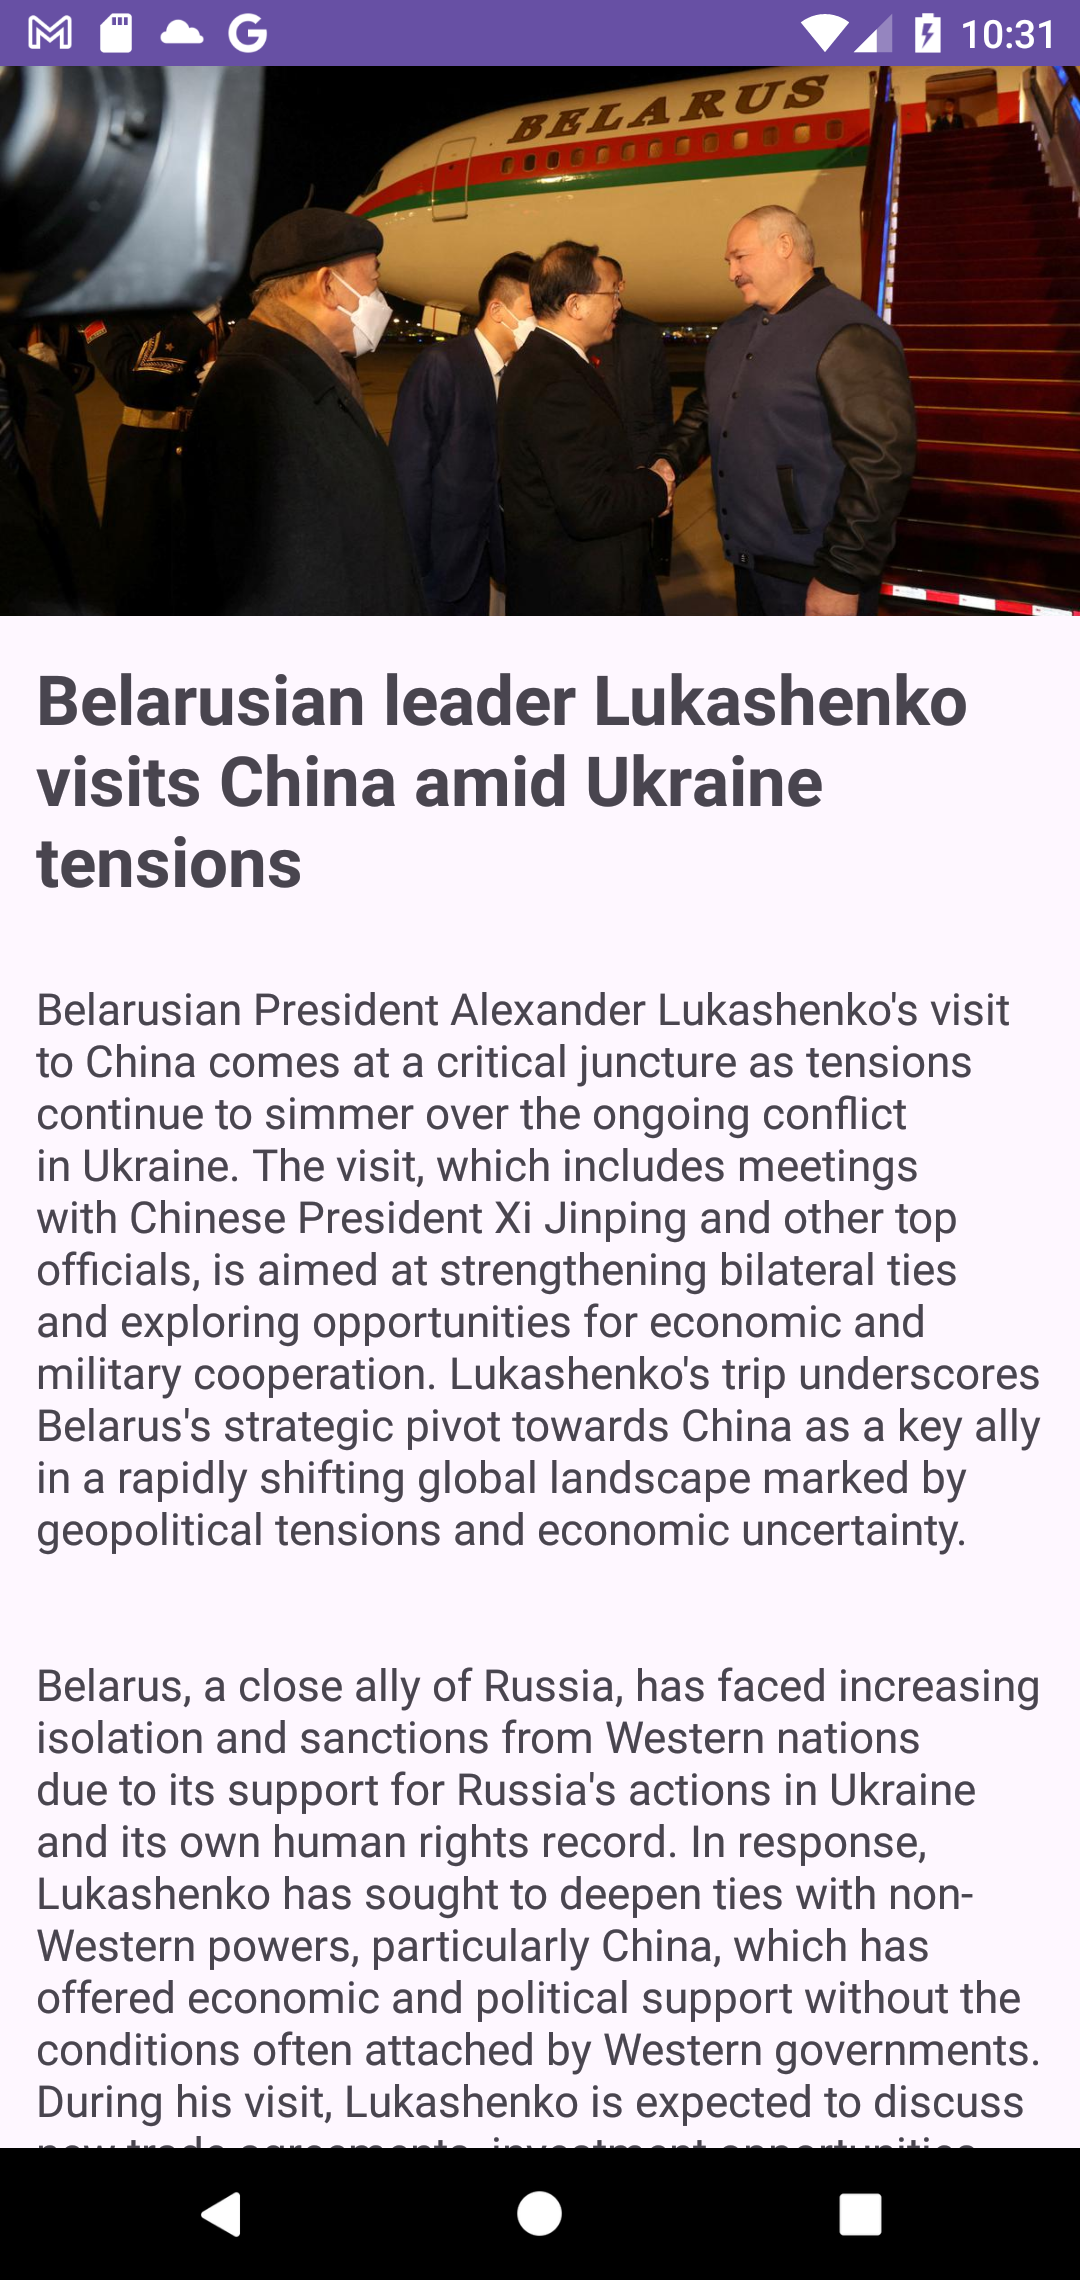 10:31
BELARUS
Belarusian leader Lukashenko
visits China amid Ukraine
tensions
Belarusian President Alexander Lukashenko's visit
to China comes at a critical juncture as tensions
continue to simmer over the ongoing conflict
in Ukraine. The visit, which includes meetings
with Chinese President Xi Jinping and other top
officials, is aimed at strengthening bilateral ties
and exploring opportunities for economic and
military cooperation. Lukashenko's trip underscores
Belarus's strategic pivot towards China as a key ally
in a rapidly shifting global landscape marked by
geopolitical tensions and economic uncertainty.
Belarus, a close ally of Russia, has faced increasing
isolation and sanctions from Western nations
due to its support for Russia's actions in Ukraine
and its own human rights record. In response,
Lukashenko has sought to deepen ties with non-
Western powers, particularly China, which has
offered economic and political support without the
conditions often attached by Western governments.
During his visit, Lukashenko is expected to discuss
new trade agreements, investment opportunities,